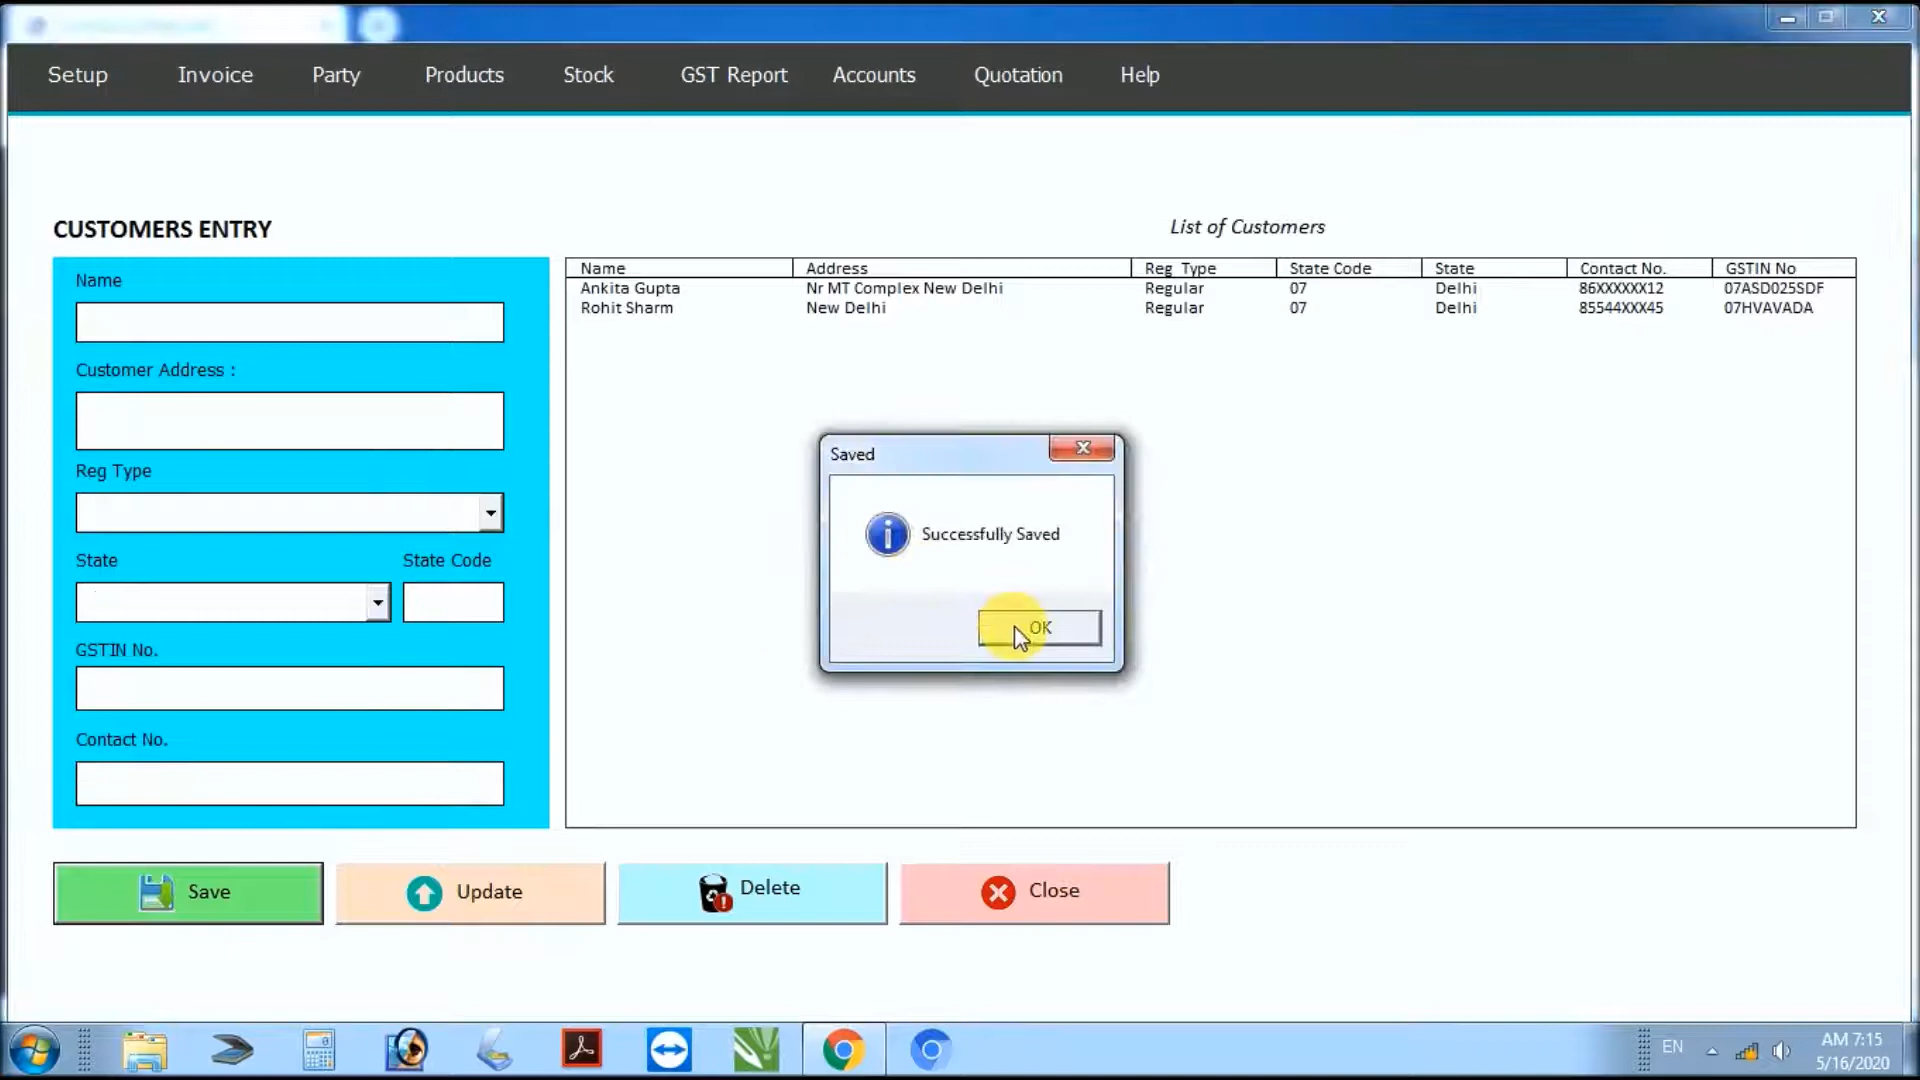 Setup Invoice Party Products Stock GST Report Accounts Quotation Help
CUSTOMERS ENTRY
List of Customers
Name
Customer Address :
Reg Type
State State Code
GSTIN No.
Contact No.
Name Address Reg Type State Code State Contact No. GSTIN No
Ankita Gupta Nr MT Complex New Delhi Regular 07 Delhi 86XXXXXX12 07ASD025SDF
Rohit Sharm New Delhi Regular 07 Delhi 85544XXX45 07HVAVADA
Saved
Successfully Saved
OK
Save Update Delete Close
EN
AM 7:15
5/16/2020